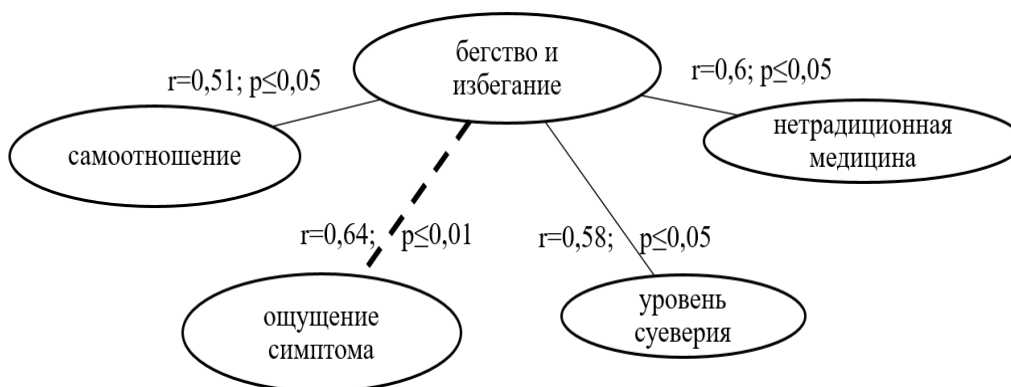 бегство и
избегание
r=0,51; p≤0,05
r=0,6; p≤0,05
самоотношение
нетрадиционная
медицина
r=0,64; p≤0,01
r=0,58; p≤0,05
ощущение
симптома
уровень
суеверия